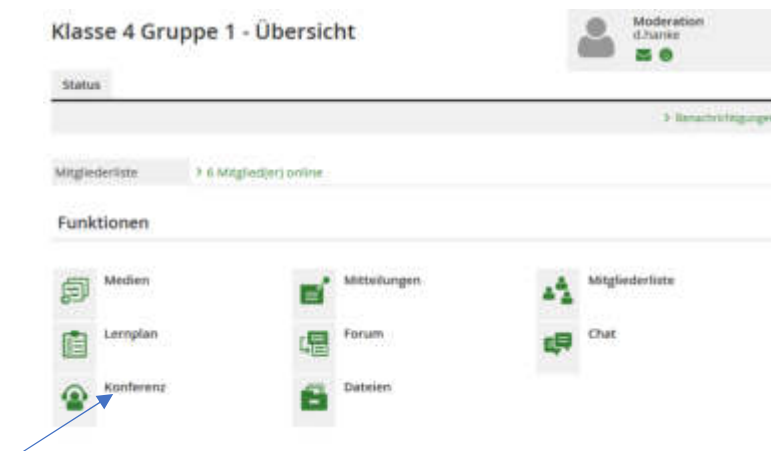 Klasse 4 Gruppe 1 - Übersicht
Moderation
d.hanke
Status
> Benachrichtigungen
Mitgliederliste > 6 Mitglied(er) online
Funktionen
Medien Mitteilungen Mitgliederliste
Lernplan Forum Chat
Konferenz Dateien